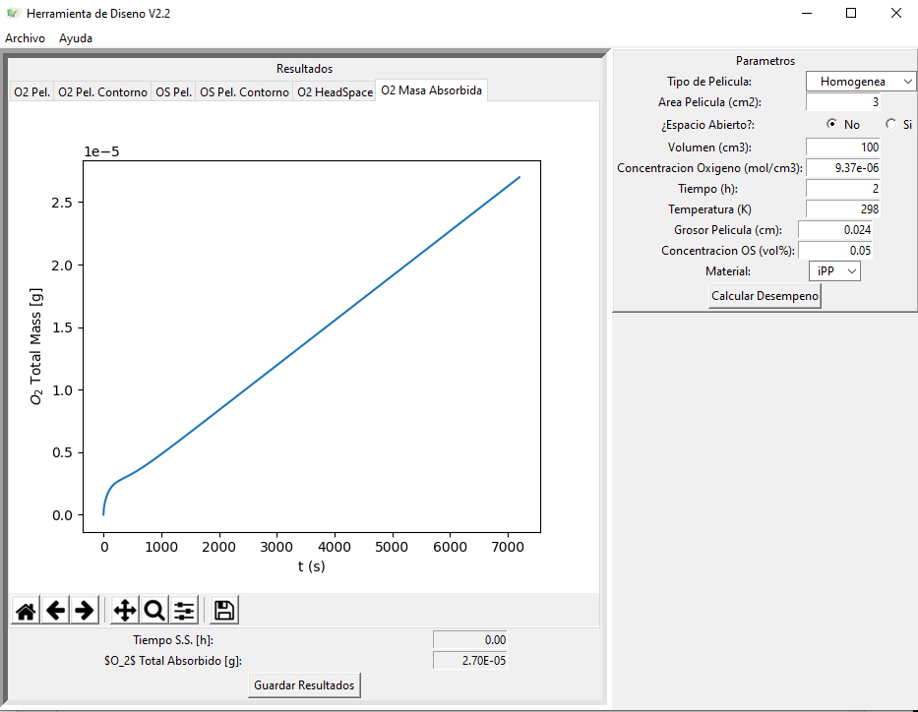 Herramienta de Diseno V2.2
Archivo Ayuda
Resultados
O2 Pel. O2 Pel. Contorno OS Pel. OS Pel. Contorno O2 HeadSpace O2 Masa Absorbida
1e−5
2.5
2.0
1.5
1.0
0.5
0.0
O2 Total Mass [g]
0 1000 2000 3000 4000 5000 6000 7000
t (s)
Tiempo S.S. [h]: 0.00
$O_2$ Total Absorbido [g]: 2.70E-05
Guardar Resultados
Parametros
Tipo de Pelicula: Homogenea
Area Pelicula (cm2): 3
¿Espacio Abierto?: No Si
Volumen (cm3): 100
Concentracion Oxigeno (mol/cm3): 9.37e-06
Tiempo (h): 2
Temperatura (K) 298
Grosor Pelicula (cm): 0.024
Concentracion OS (vol%): 0.05
Material: iPP
Calcular Desempeno